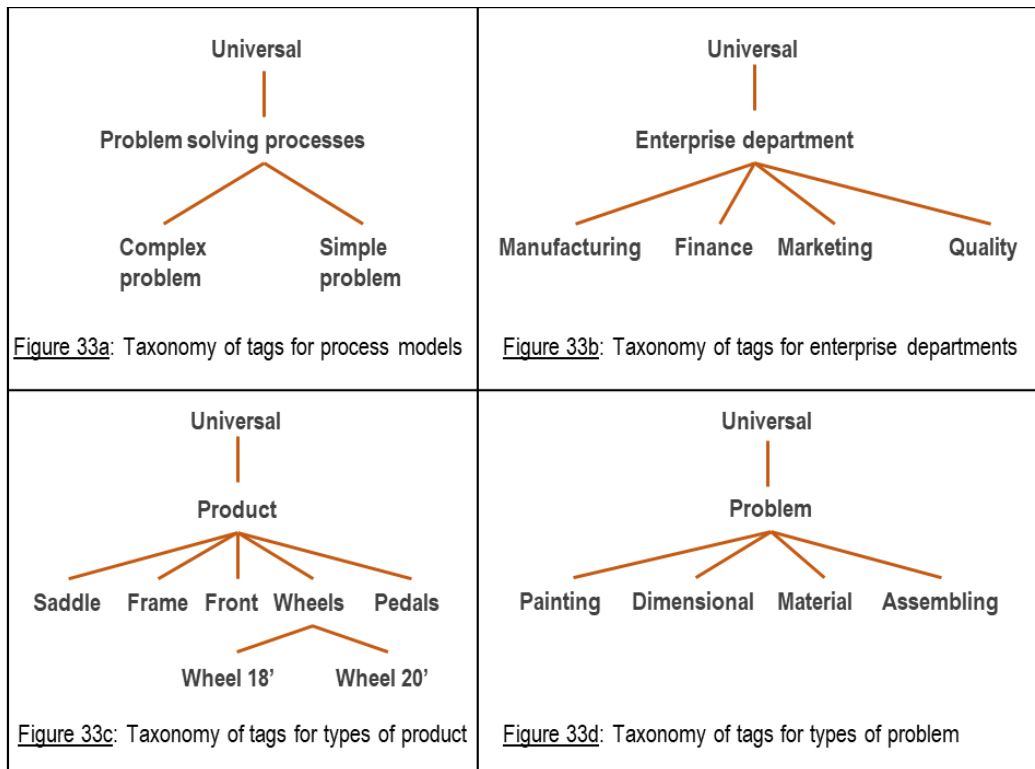 Universal
Problem solving processes
Complex problem
Simple problem
Figure 33a: Taxonomy of tags for process models
Universal
Enterprise department
Manufacturing Finance Marketing Quality
Figure 33b: Taxonomy of tags for enterprise departments
Universal
Product
Saddle Frame Front Wheels Pedals
Wheel 18’ Wheel 20’
Figure 33c: Taxonomy of tags for types of product
Universal
Problem
Painting Dimensional Material Assembling
Figure 33d: Taxonomy of tags for types of problem